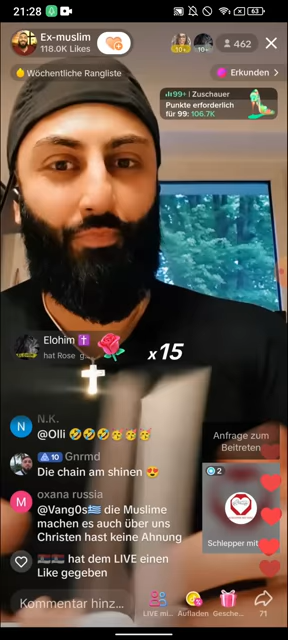 21:28
63
Ex-muslim
118.0K Likes
10+
10+
462
Wöchentliche Rangliste
Erkunden >
99+ | Zuschauer
Punkte erforderlich
für 99: 106.7K
Elohim ✝️
hat Rose g..
x15
N
N.K.
@Olli 🤣🤣🤣🥳🥳🥳
10 Gnrmd
Die chain am shinen 😍
M
oxana russia
@Vang0s🇬🇷 die Muslime
machen es auch über uns
Christen hast keine Ahnung
hat dem LIVE einen
Like gegeben
Anfrage zum
Beitreten
2
Schlepper mit
Kommentar hinz...
LIVE mi...
Aufladen
Gesche...
71